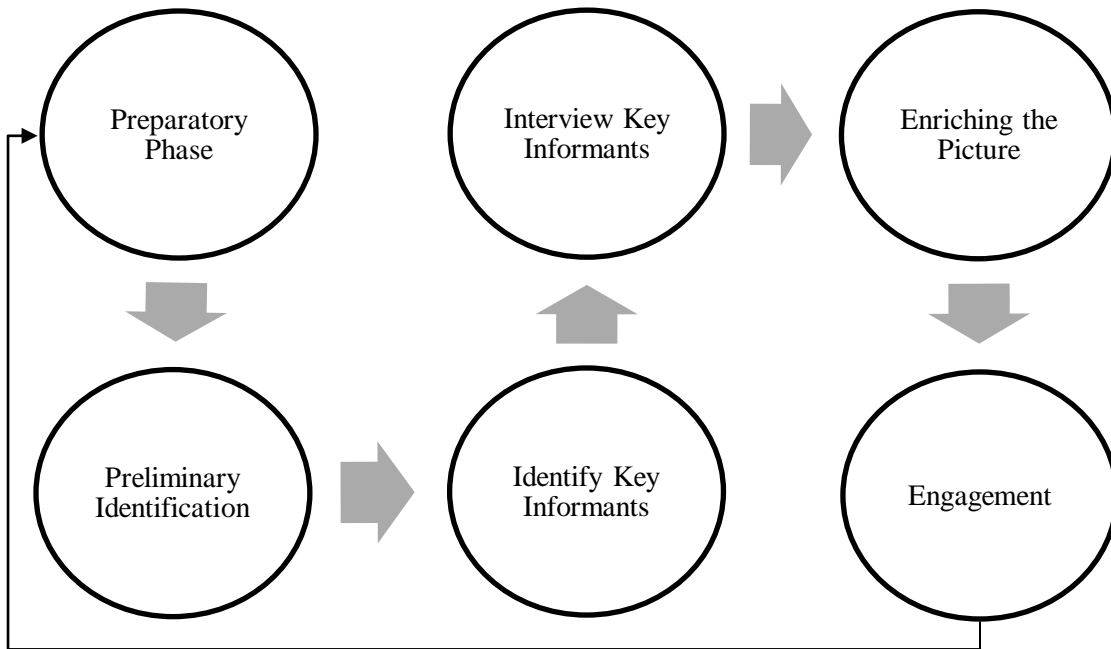 Preparatory
Phase
Interview Key
Informants
Enriching the
Picture
Preliminary
Identification
Identify Key
Informants
Engagement